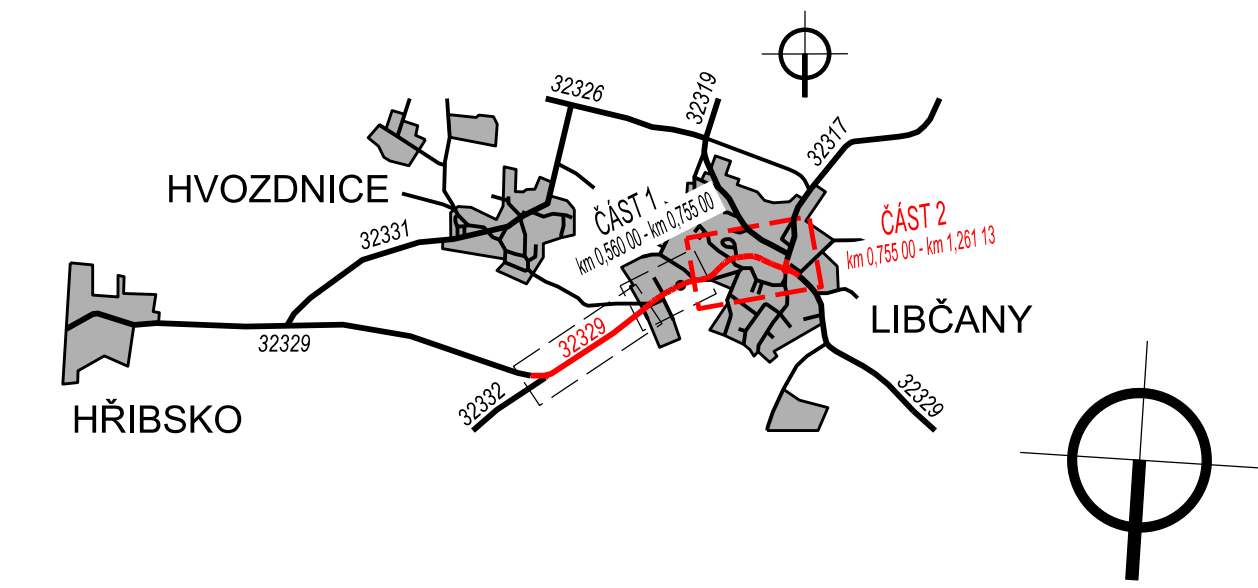 32326
32319
32317
HVOZDNICE
ČÁST 1
km 0,560 00 - km 0,755 00
ČÁST 2
km 0,755 00 - km 1,261 13
32331
LIBČANY
32329
32329
32332
32329
HŘIBSKO